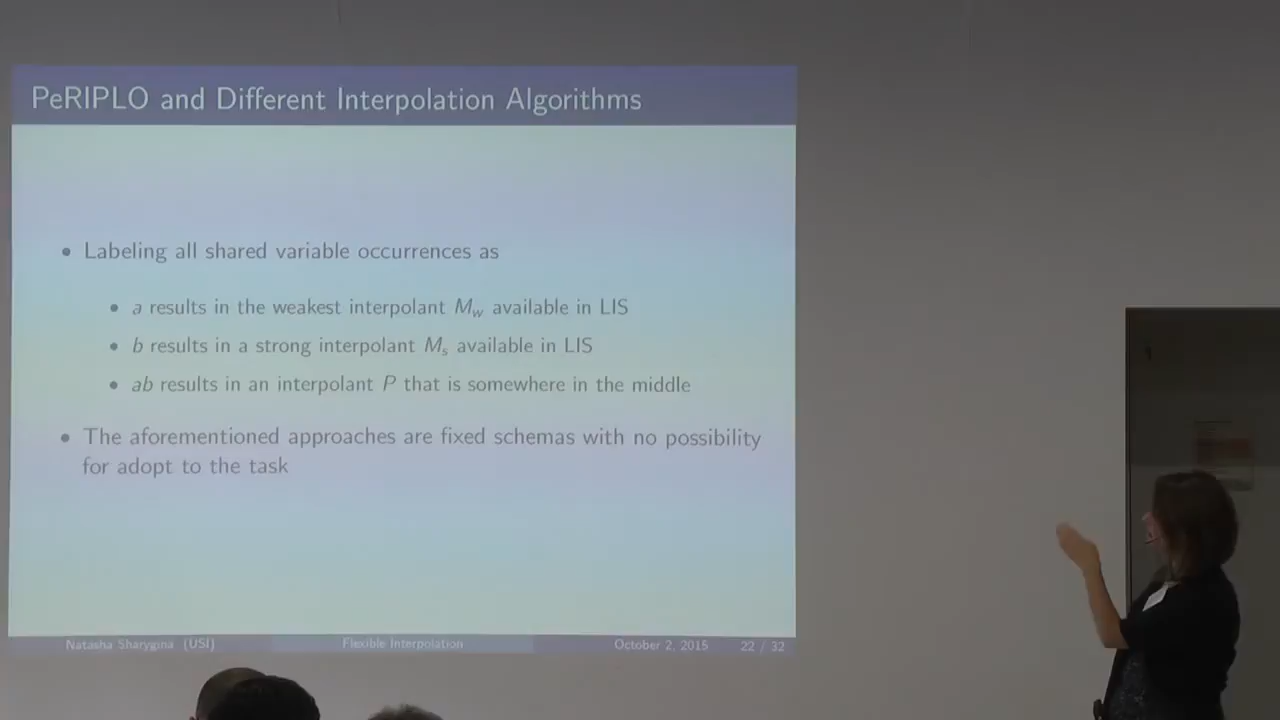 PeRIPLO and Different Interpolation Algorithms
• Labeling all shared variable occurrences as
• a results in the weakest interpolant Mw available in LIS
• b results in a strong interpolant Ms available in LIS
• ab results in an interpolant P that is somewhere in the middle
• The aforementioned approaches are fixed schemas with no possibility
for adopt to the task
Natasha Sharygina (USI) Flexible Interpolation October 2, 2015 22 / 32